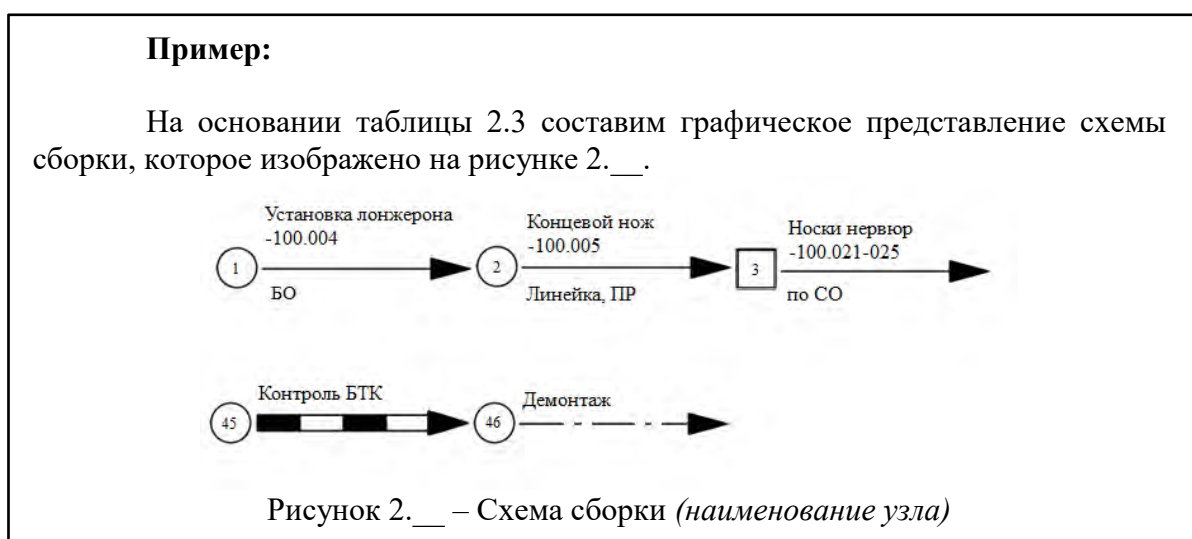 Пример:
На основании таблицы 2.3 составим графическое представление схемы
сборки, которое изображено на рисунке 2.__.
Установка лонжерона
-100.004
1
БО
Концевой нож
-100.005
2
Линейка, ПР
Носки нервюр
-100.021-025
3
по СО
Контроль БТК
45
Демонтаж
46
Рисунок 2.__ – Схема сборки (наименование узла)